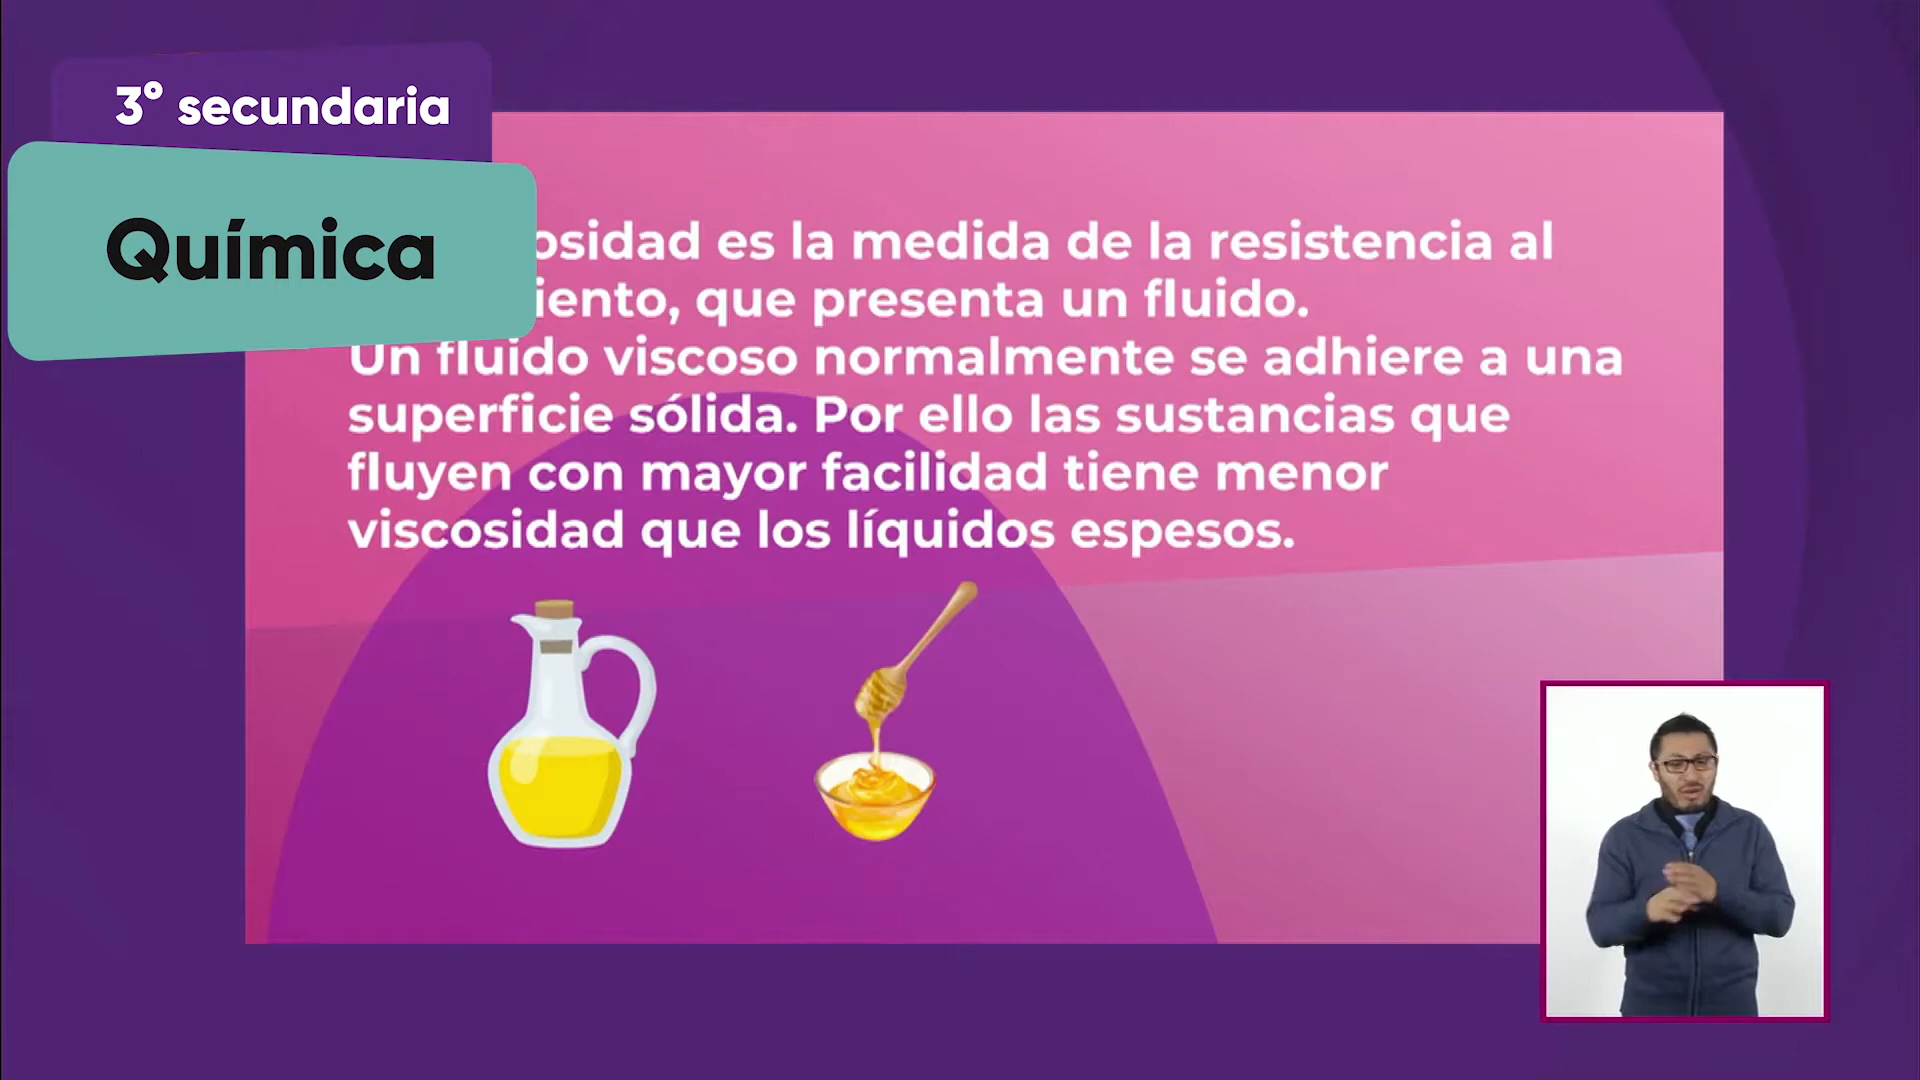 3° secundaria
Química
es la medida de la resistencia al
que presenta un fluido.
Un fluido viscoso normalmente se adhiere a una
superficie sólida. Por ello las sustancias que
fluyen con mayor facilidad tiene menor
viscosidad que los líquidos espesos.